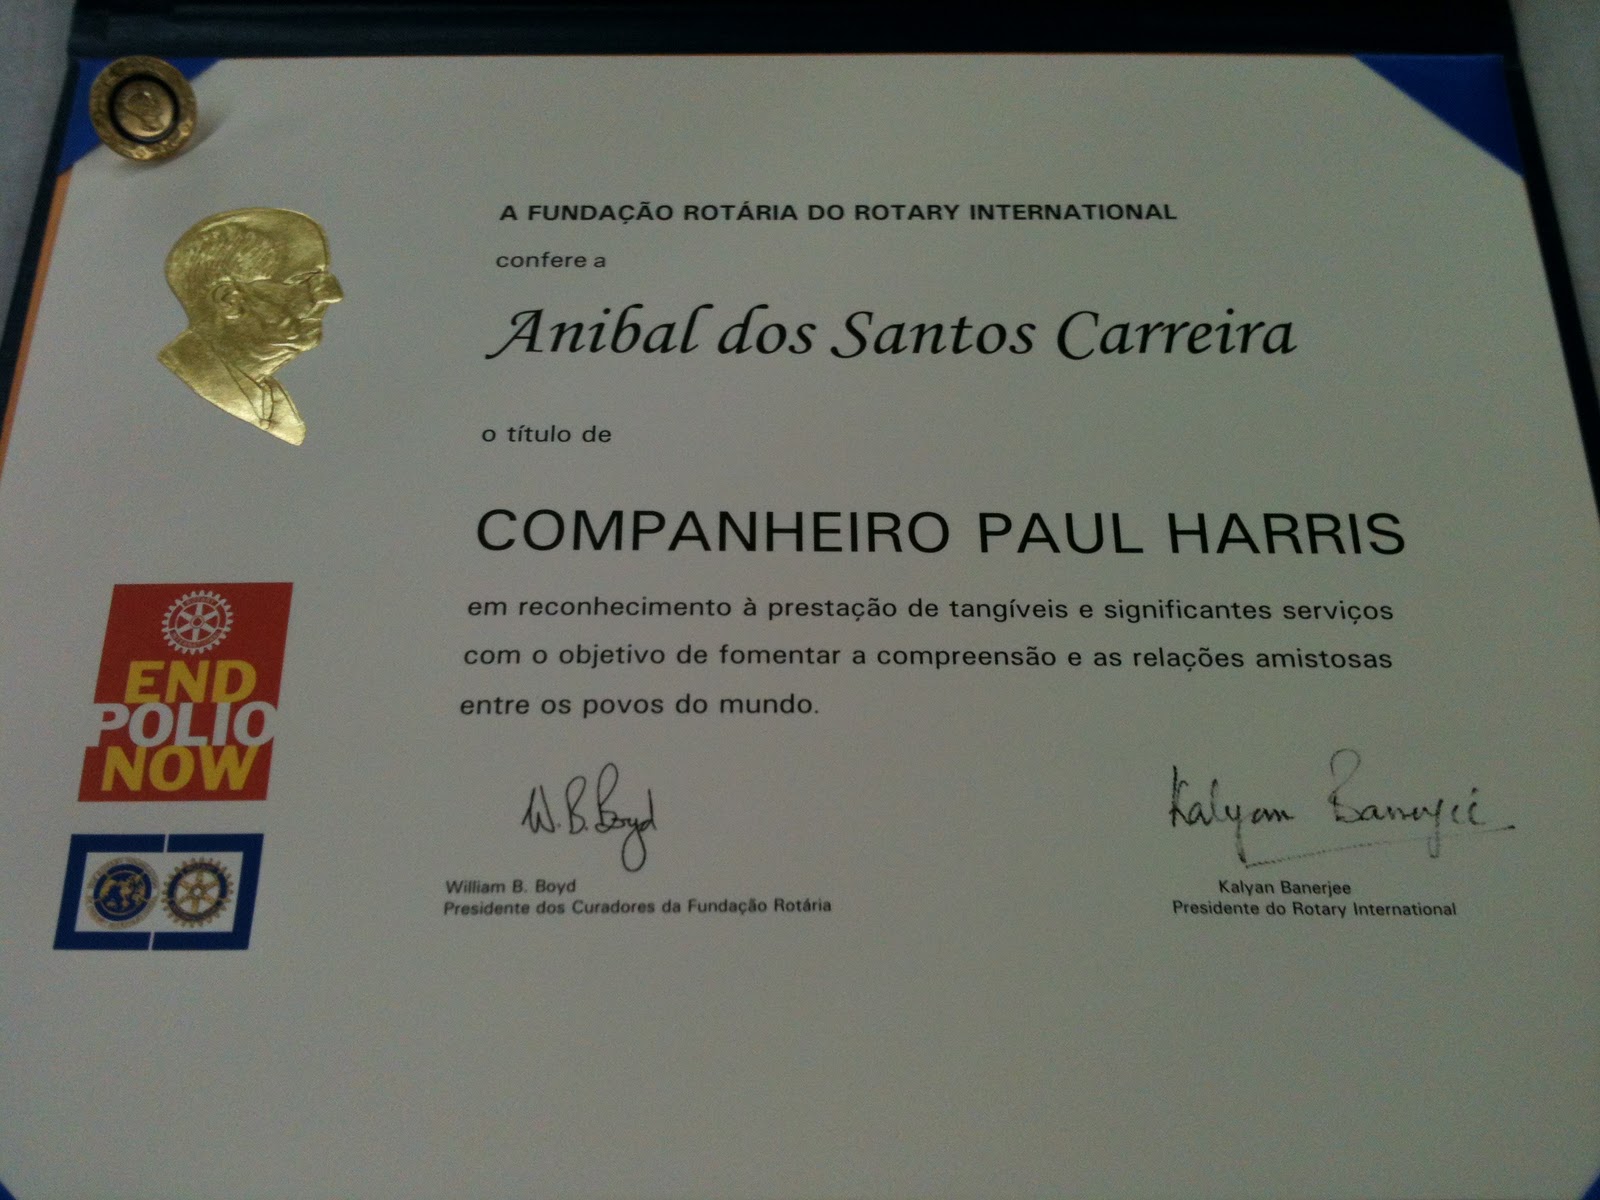 A FUNDAÇÃO ROTÁRIA DO ROTARY INTERNATIONAL
confere a
Anibal dos Santos Carreira
o título de
COMPANHEIRO PAUL HARRIS
em reconhecimento à prestação de tangíveis e significantes serviços
com o objetivo de fomentar a compreensão e as relações amistosas
entre os povos do mundo.
END
POLIO
NOW
W. B. Boyd
William B. Boyd
Presidente dos Curadores da Fundação Rotária
Kalyan Banerjee
Kalyan Banerjee
Presidente do Rotary International